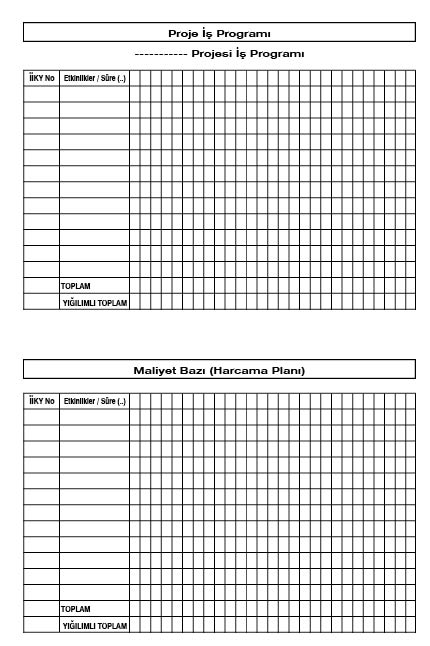 Proje İş Programı
----------- Projesi İş Programı
İİKY No Etkinlikler / Süre (..)
TOPLAM
YIĞILIMLI TOPLAM
Maliyet Bazı (Harcama Planı)
İİKY No Etkinlikler / Süre (..)
TOPLAM
YIĞILIMLI TOPLAM